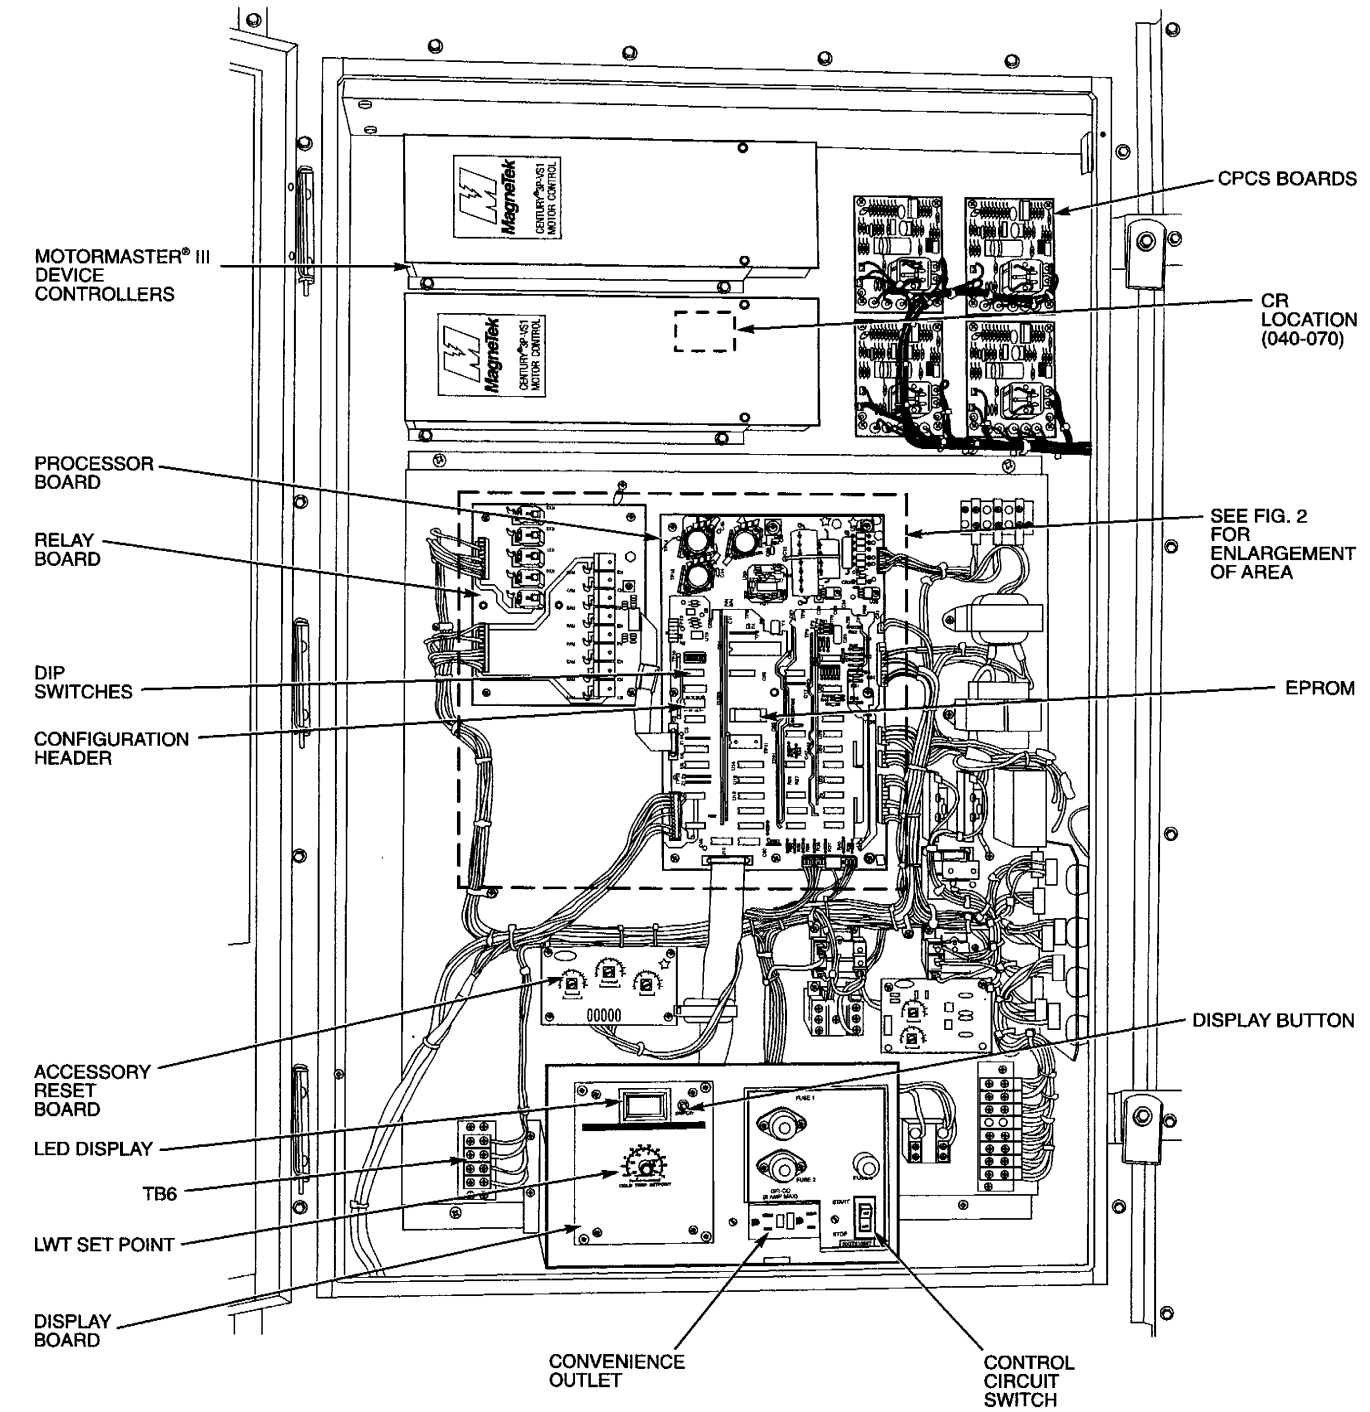 MagneTek
CENTURY® 3P-VS1
MOTOR CONTROL
CPCS BOARDS
MOTORMASTER® III
DEVICE
CONTROLLERS
CR
LOCATION
(040-070)
MagneTek
CENTURY® 3P-VS1
MOTOR CONTROL
PROCESSOR
BOARD
RELAY
BOARD
SEE FIG. 2
FOR
ENLARGEMENT
OF AREA
DIP
SWITCHES
EPROM
CONFIGURATION
HEADER
DISPLAY BUTTON
ACCESSORY
RESET
BOARD
LED DISPLAY
FUSE 1
FUSE 2
TB6
START
STOP
LWT SET POINT
DISPLAY
BOARD
CONVENIENCE
OUTLET
CONTROL
CIRCUIT
SWITCH